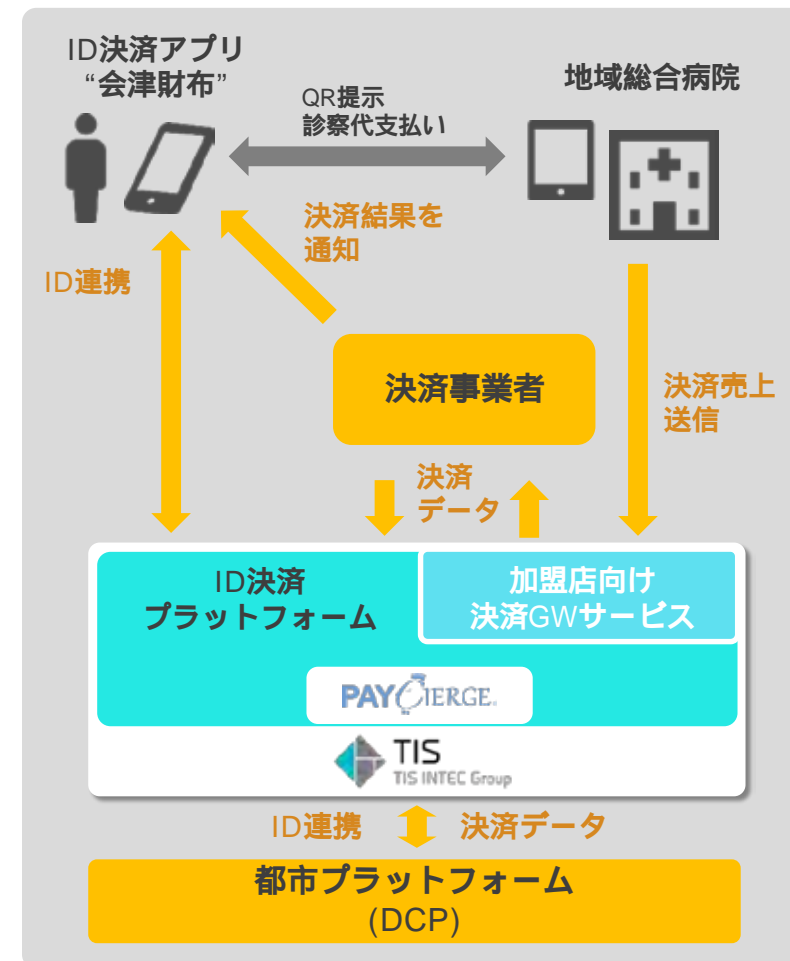 ID決済アプリ
“会津財布”
地域総合病院
QR提示
診察代支払い
決済結果を
通知
ID連携
決済事業者
決済売上
送信
決済
データ
ID決済
プラットフォーム
加盟店向け
決済GWサービス
PAYCIERGE®
TIS
TIS INTEC Group
ID連携
決済データ
都市プラットフォーム
(DCP)